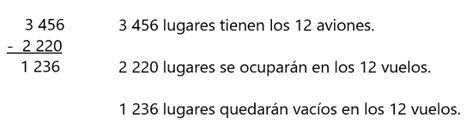 3 456 3 456 lugares tienen los 12 aviones.
- 2 220 2 220 lugares se ocuparán en los 12 vuelos.
1 236
1 236 lugares quedarán vacíos en los 12 vuelos.